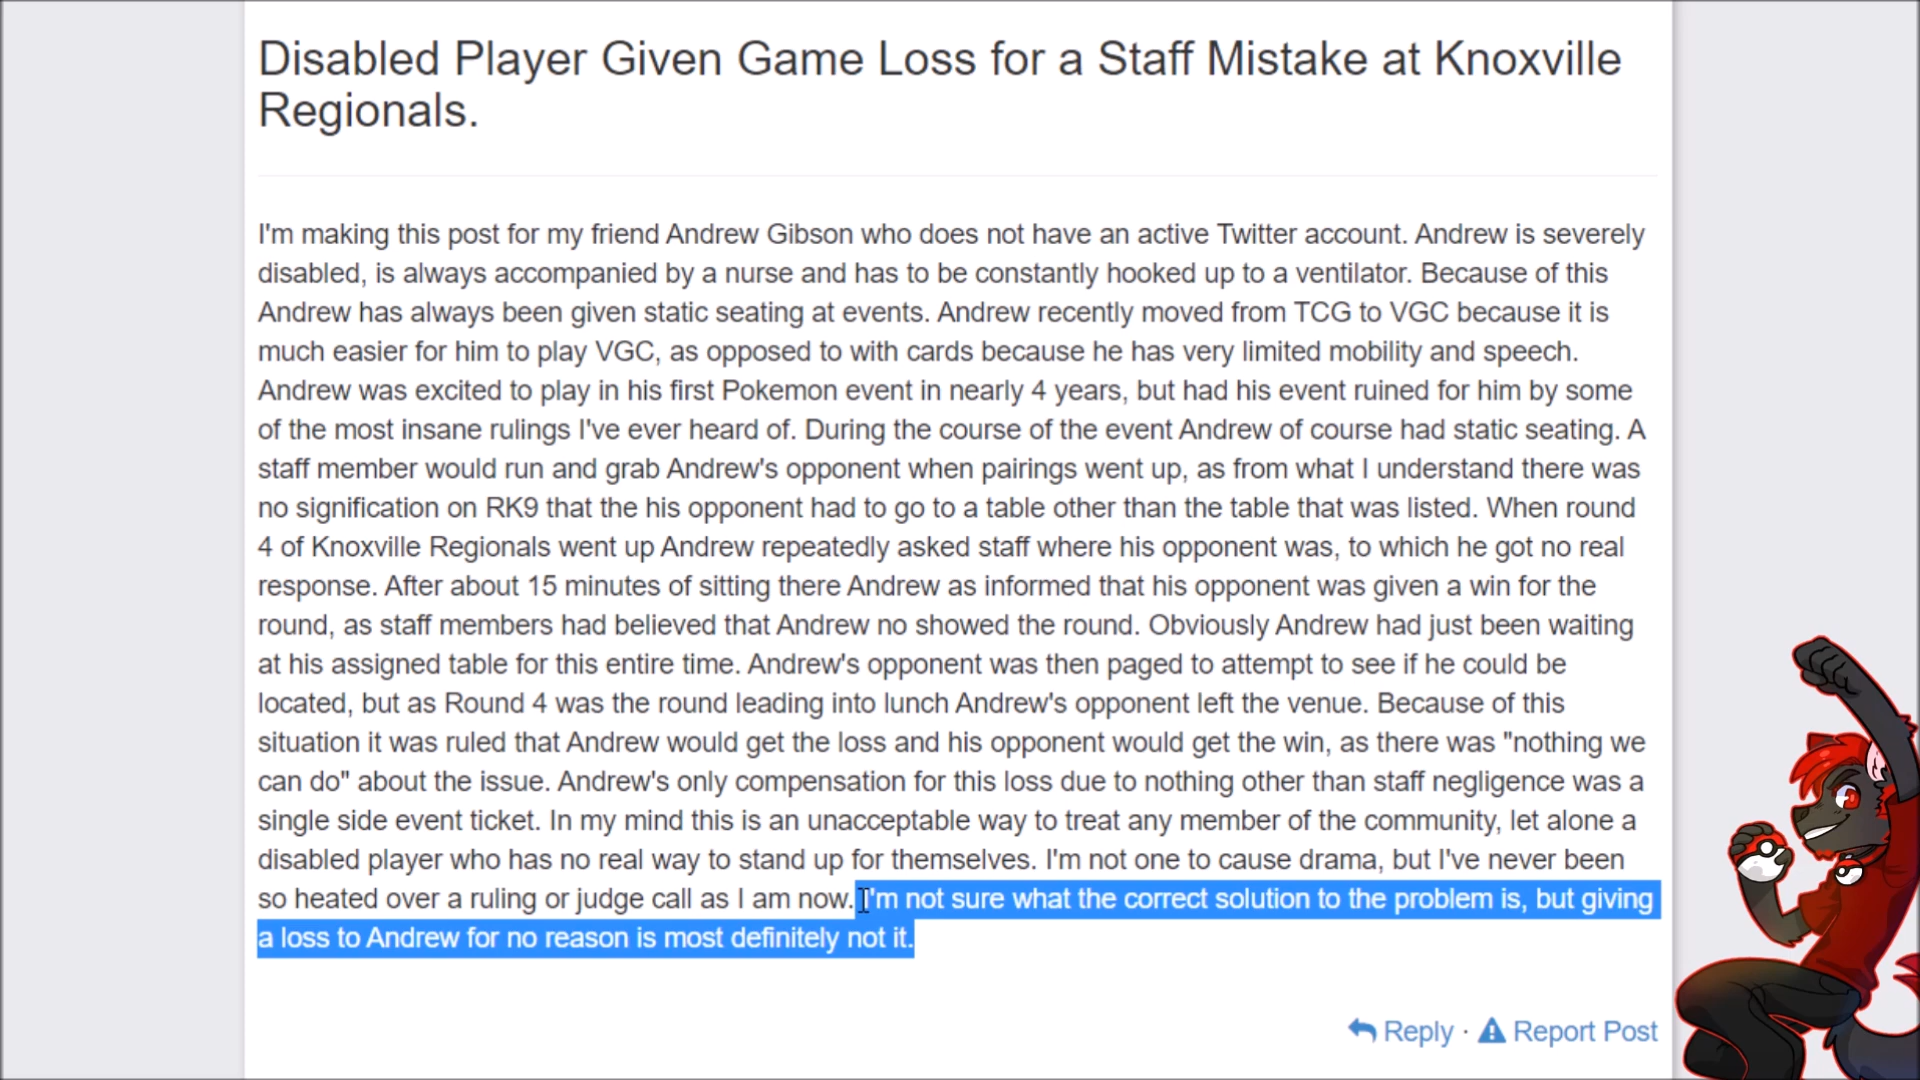 Disabled Player Given Game Loss for a Staff Mistake at Knoxville
Regionals.
I'm making this post for my friend Andrew Gibson who does not have an active Twitter account. Andrew is severely
disabled, is always accompanied by a nurse and has to be constantly hooked up to a ventilator. Because of this
Andrew has always been given static seating at events. Andrew recently moved from TCG to VGC because it is
much easier for him to play VGC, as opposed to with cards because he has very limited mobility and speech.
Andrew was excited to play in his first Pokemon event in nearly 4 years, but had his event ruined for him by some
of the most insane rulings I've ever heard of. During the course of the event Andrew of course had static seating. A
staff member would run and grab Andrew's opponent when pairings went up, as from what I understand there was
no signification on RK9 that the his opponent had to go to a table other than the table that was listed. When round
4 of Knoxville Regionals went up Andrew repeatedly asked staff where his opponent was, to which he got no real
response. After about 15 minutes of sitting there Andrew as informed that his opponent was given a win for the
round, as staff members had believed that Andrew no showed the round. Obviously Andrew had just been waiting
at his assigned table for this entire time. Andrew's opponent was then paged to attempt to see if he could be
located, but as Round 4 was the round leading into lunch Andrew's opponent left the venue. Because of this
situation it was ruled that Andrew would get the loss and his opponent would get the win, as there was "nothing we
can do" about the issue. Andrew's only compensation for this loss due to nothing other than staff negligence was a
single side event ticket. In my mind this is an unacceptable way to treat any member of the community, let alone a
disabled player who has no real way to stand up for themselves. I'm not one to cause drama, but I've never been
so heated over a ruling or judge call as I am now. I'm not sure what the correct solution to the problem is, but giving
a loss to Andrew for no reason is most definitely not it.
Reply · Report Post